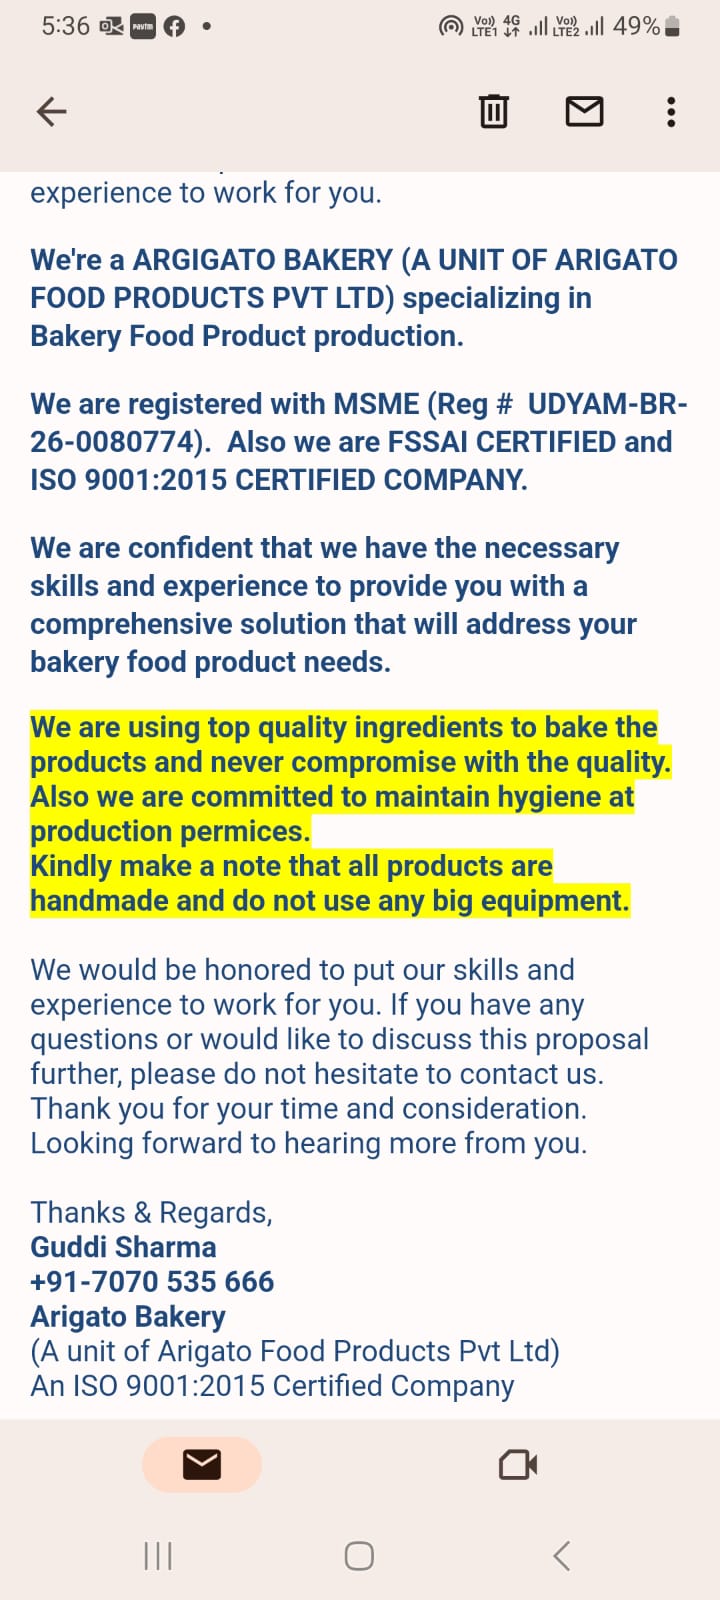 5:36
Paytm
Vo)) LTE1 4G Vo)) LTE2 49%
experience to work for you.
We're a ARGIGATO BAKERY (A UNIT OF ARIGATO
FOOD PRODUCTS PVT LTD) specializing in
Bakery Food Product production.
We are registered with MSME (Reg #  UDYAM-BR-
26-0080774).  Also we are FSSAI CERTIFIED and
ISO 9001:2015 CERTIFIED COMPANY.
We are confident that we have the necessary
skills and experience to provide you with a
comprehensive solution that will address your
bakery food product needs.
We are using top quality ingredients to bake the
products and never compromise with the quality.
Also we are committed to maintain hygiene at
production permices.
Kindly make a note that all products are
handmade and do not use any big equipment.
We would be honored to put our skills and
experience to work for you. If you have any
questions or would like to discuss this proposal
further, please do not hesitate to contact us.
Thank you for your time and consideration.
Looking forward to hearing more from you.
Thanks & Regards,
Guddi Sharma
+91-7070 535 666
Arigato Bakery
(A unit of Arigato Food Products Pvt Ltd)
An ISO 9001:2015 Certified Company